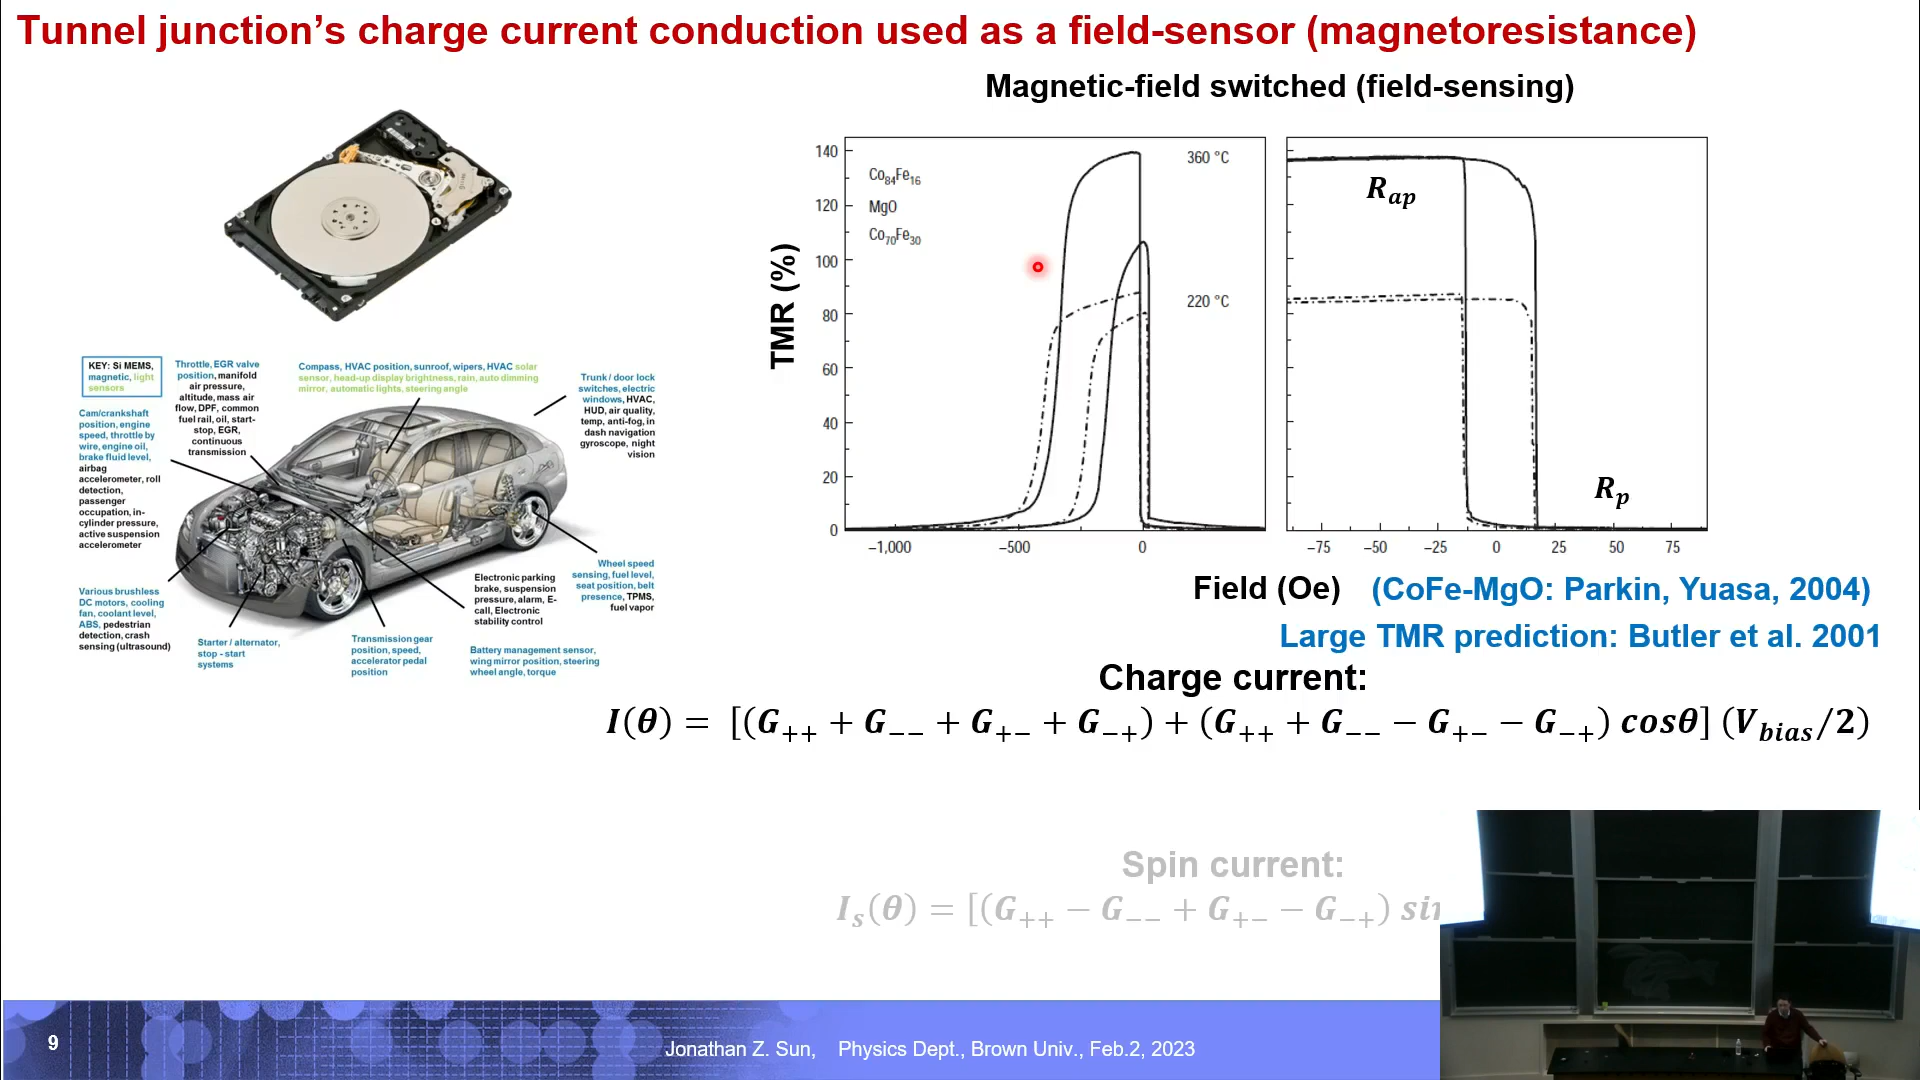 Tunnel junction’s charge current conduction used as a field-sensor (magnetoresistance)
Magnetic-field switched (field-sensing)
TMR (%)
140
120
100
80
60
40
20
0
Co84Fe16
MgO
Co70Fe30
360 °C
220 °C
−1,000
−500
0
Rap
Rp
−75
−50
−25
0
25
50
75
Field (Oe)
(CoFe-MgO: Parkin, Yuasa, 2004)
Large TMR prediction: Butler et al. 2001
KEY: Si MEMS,
magnetic, light
sensors
Throttle, EGR valve
position, manifold
air pressure,
altitude, mass air
flow, DPF, common
fuel rail, oil, start-
stop, EGR,
continuous
transmission
Compass, HVAC position, sunroof, wipers, HVAC solar
sensor, head-up display brightness, rain, auto dimming
mirror, automatic lights, steering angle
Trunk / door lock
switches, electric
windows, HVAC,
HUD, air quality,
temp, anti-fog, in
dash navigation
gyroscope, night
vision
Cam/crankshaft
position, engine
speed, throttle by
wire, engine oil,
brake fluid level,
airbag
accelerometer, roll
detection,
passenger
occupation, in-
cylinder pressure,
active suspension
accelerometer
Various brushless
DC motors, cooling
fan, coolant level,
ABS, pedestrian
detection, crash
sensing (ultrasound)
Starter / alternator,
stop - start
systems
Transmission gear
position, speed,
accelerator pedal
position
Electronic parking
brake, suspension
pressure, alarm, E-
call, Electronic
stability control
Battery management sensor,
wing mirror position, steering
wheel angle, torque
Wheel speed
sensing, fuel level,
seat position, belt
presence, TPMS,
fuel vapor
Charge current:
I(θ) = [(G++ + G−− + G+− + G−+) + (G++ + G−− − G+− − G−+) cosθ] (Vbias/2)
Spin current:
Is(θ) = [(G++ − G−− + G+− − G−+)
9
Jonathan Z. Sun, Physics Dept., Brown Univ., Feb.2, 2023